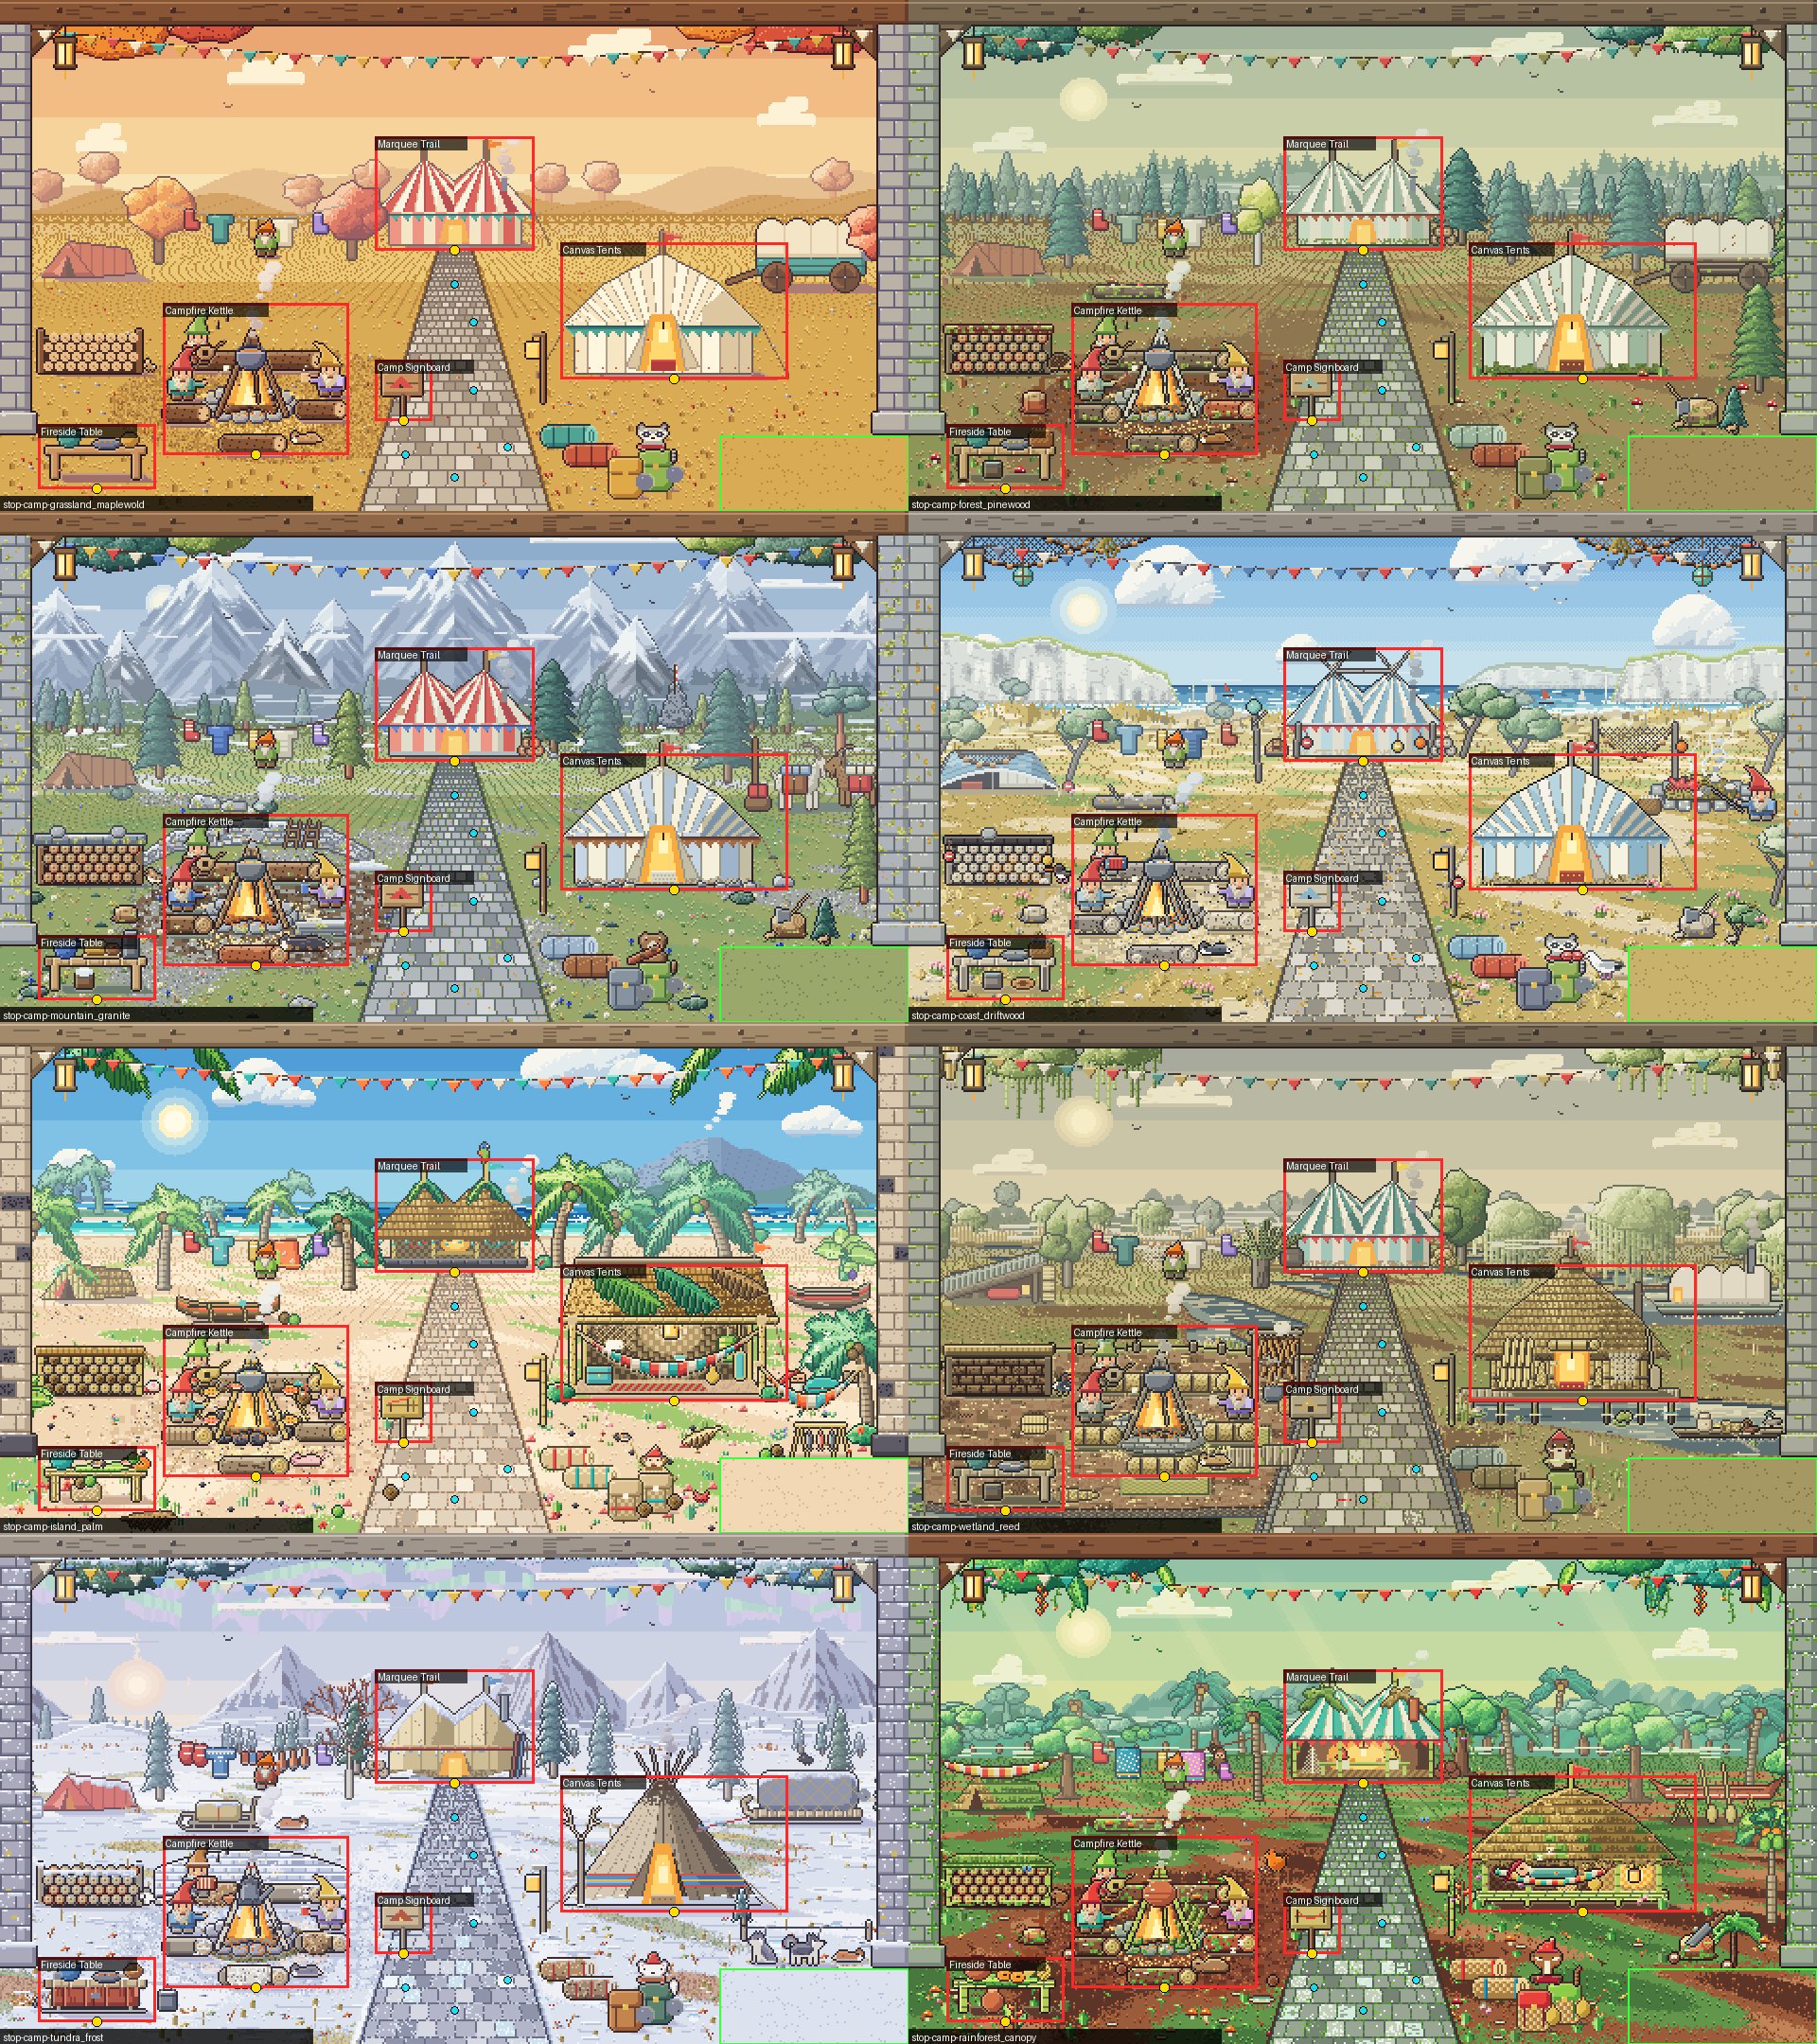 Marquee Trail
Canvas Tents
Campfire Kettle
Camp Signboard
Fireside Table
stop-camp-grassland_maplewold
Marquee Trail
Canvas Tents
Campfire Kettle
Camp Signboard
Fireside Table
stop-camp-forest_pinewood
Marquee Trail
Canvas Tents
Campfire Kettle
Camp Signboard
Fireside Table
stop-camp-mountain_granite
Marquee Trail
Canvas Tents
Campfire Kettle
Camp Signboard
Fireside Table
stop-camp-coast_driftwood
Marquee Trail
Canvas Tents
Campfire Kettle
Camp Signboard
Fireside Table
stop-camp-island_palm
Marquee Trail
Canvas Tents
Campfire Kettle
Camp Signboard
Fireside Table
stop-camp-wetland_reed
Marquee Trail
Canvas Tents
Campfire Kettle
Camp Signboard
Fireside Table
stop-camp-tundra_frost
Marquee Trail
Canvas Tents
Campfire Kettle
Camp Signboard
Fireside Table
stop-camp-rainforest_canopy